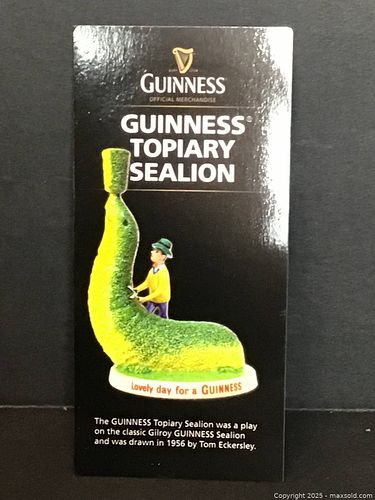 GUINNESS
OFFICIAL MERCHANDISE
GUINNESS®
TOPIARY
SEALION
Lovely day for a GUINNESS
The GUINNESS Topiary Sealion was a play
on the classic Gilroy GUINNESS Sealion
and was drawn in 1956 by Tom Eckersley.
Copyright 2025 - maxsold.com